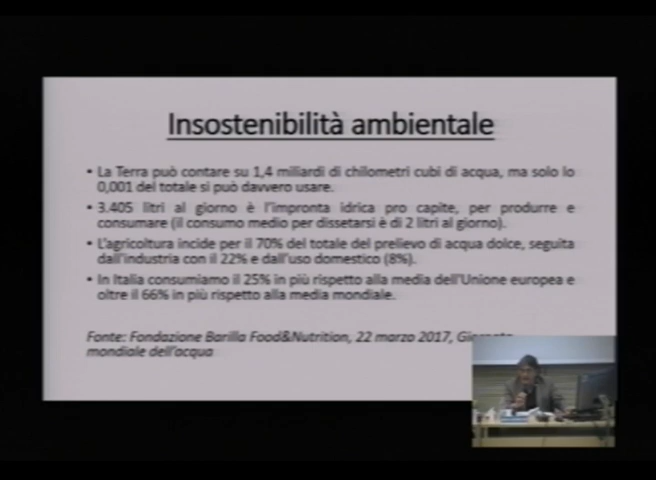 Insostenibilità ambientale
• La Terra può contare su 1,4 miliardi di chilometri cubi di acqua, ma solo lo
0,001 del totale si può davvero usare.
• 3.405 litri al giorno è l'impronta idrica pro capite, per produrre e
consumare (il consumo medio per dissetarsi è di 2 litri al giorno).
• L'agricoltura incide per il 70% del totale del prelievo di acqua dolce, seguita
dall'industria con il 22% e dall'uso domestico (8%).
• In Italia consumiamo il 25% in più rispetto alla media dell'Unione europea e
oltre il 66% in più rispetto alla media mondiale.
Fonte: Fondazione Barilla Food&Nutrition, 22 marzo 2017, Giornata
mondiale dell'acqua